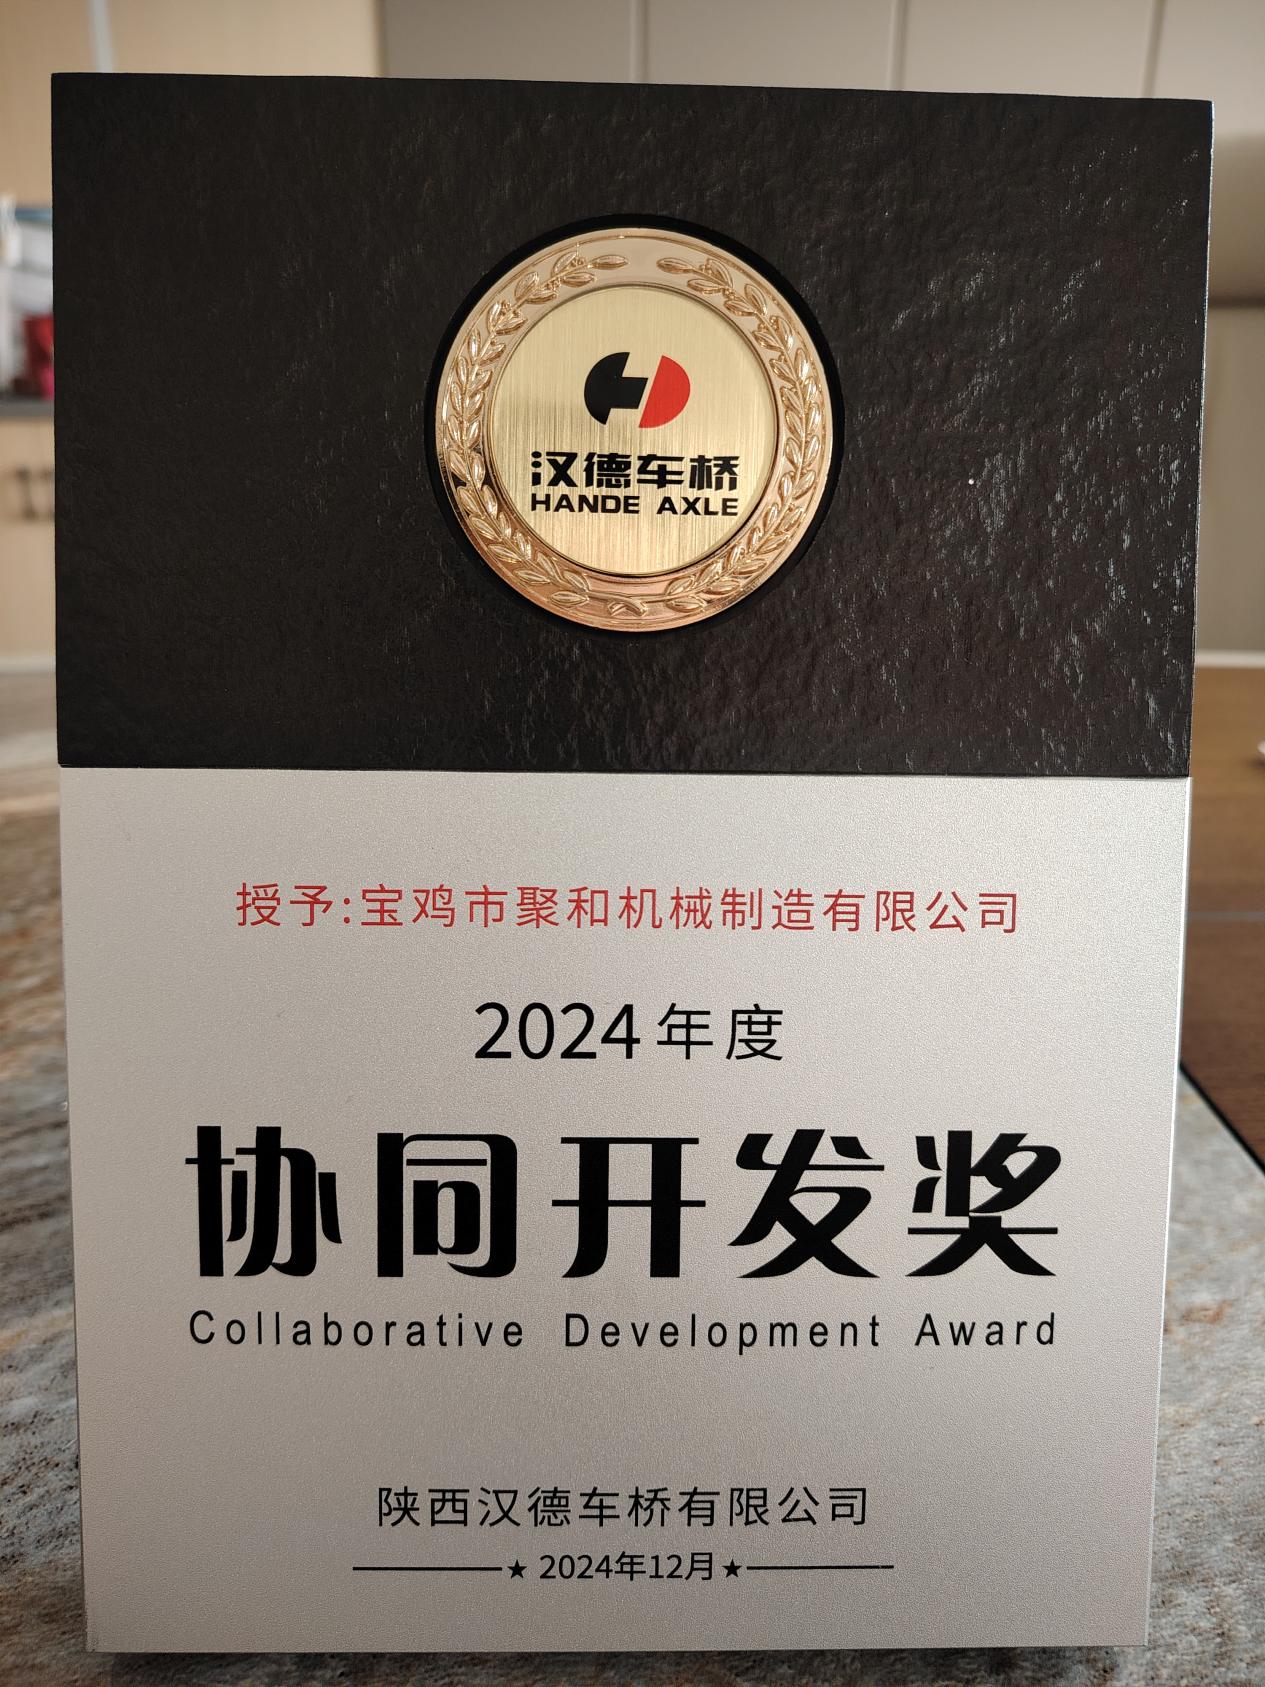 汉德车桥
HANDE AXLE
授予:宝鸡市聚和机械制造有限公司
2024年度
协同开发奖
Collaborative Development Award
陕西汉德车桥有限公司
★2024年12月★